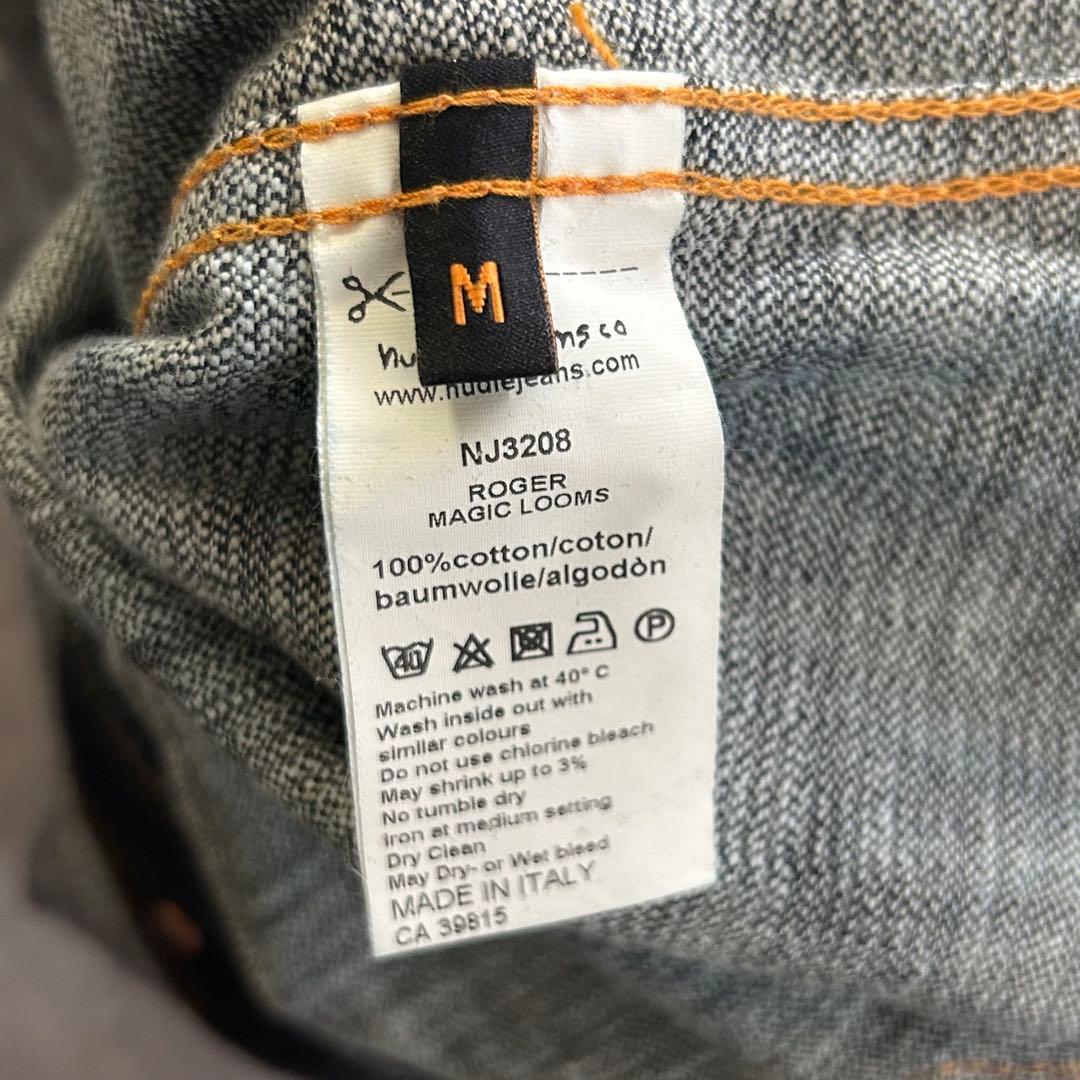 M
www.nudiejeans.com
NJ3208
ROGER
MAGIC LOOMS
100%cotton/coton/
baumwolle/algodòn
40 P
Machine wash at 40° C
Wash inside out with
similar colours
Do not use chlorine bleach
May shrink up to 3%
No tumble dry
Iron at medium setting
Dry Clean
May Dry- or Wet bleed
MADE IN ITALY
CA 39815